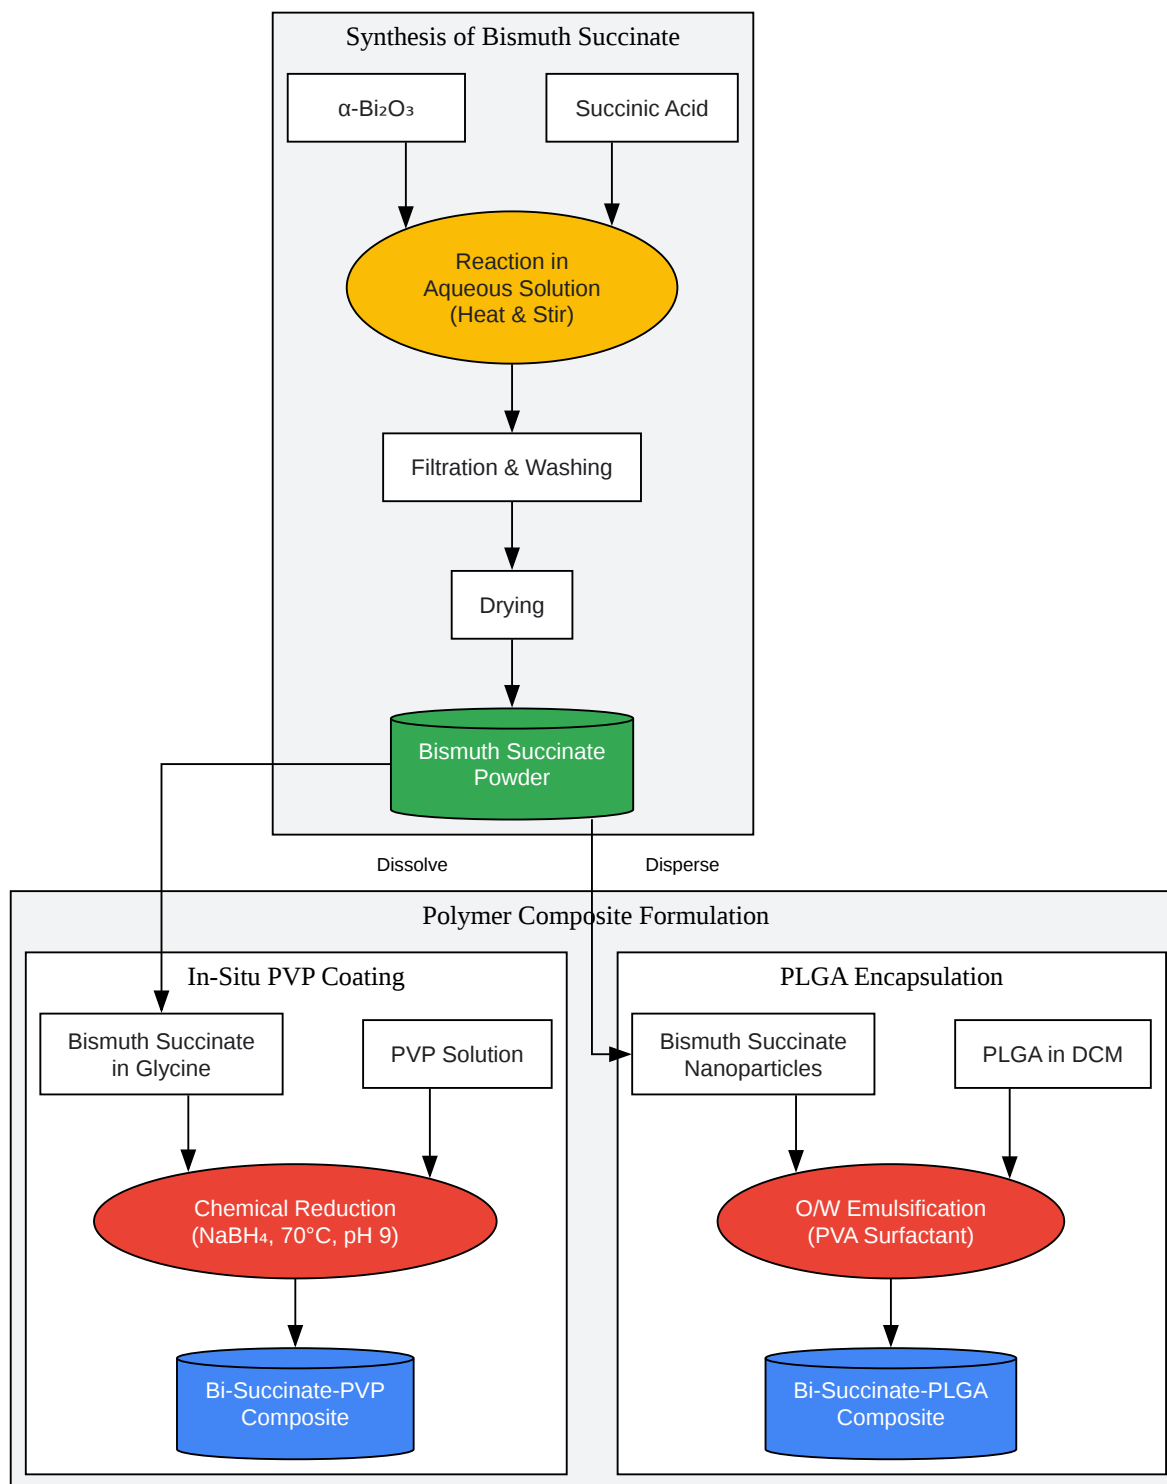 Synthesis of Bismuth Succinate
α-Bi₂O₃
Succinic Acid
Reaction in
Aqueous Solution
(Heat & Stir)
Filtration & Washing
Drying
Bismuth Succinate
Powder
Dissolve
Disperse
Polymer Composite Formulation
In-Situ PVP Coating
Bismuth Succinate
in Glycine
PVP Solution
Chemical Reduction
(NaBH₄, 70°C, pH 9)
Bi-Succinate-PVP
Composite
PLGA Encapsulation
Bismuth Succinate
Nanoparticles
PLGA in DCM
O/W Emulsification
(PVA Surfactant)
Bi-Succinate-PLGA
Composite